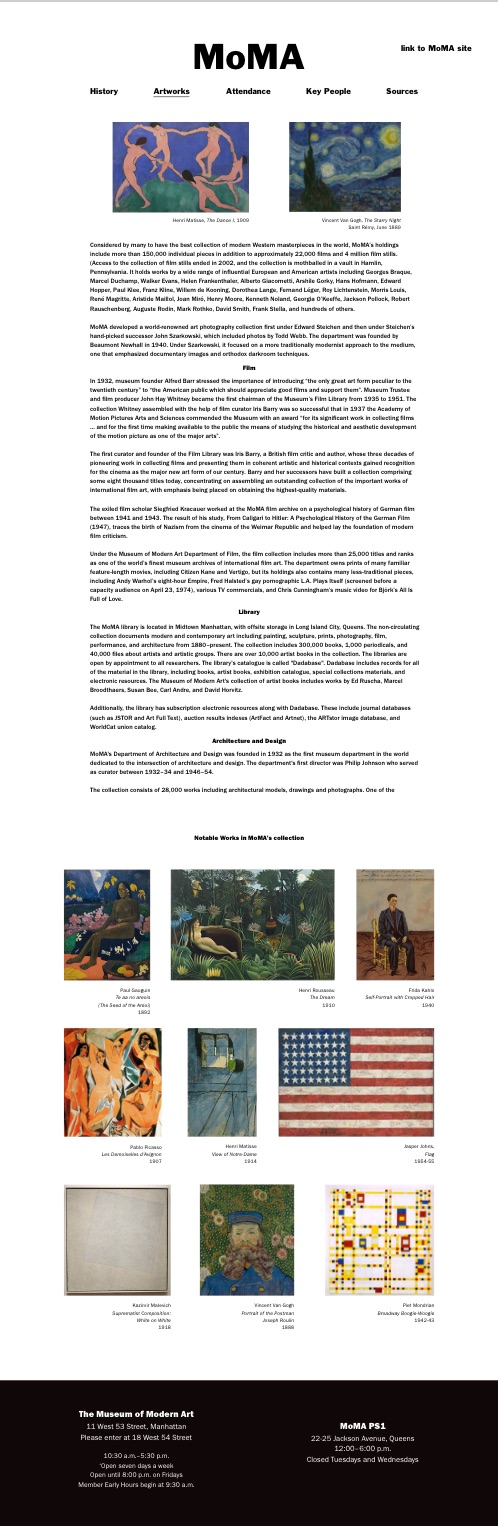 link to MoMA site
MoMA
History Artworks Attendance Key People Sources
Henri Matisse, The Dance I, 1909
Vincent Van Gogh, The Starry Night
Saint Rémy, June 1889
Considered by many to have the best collection of modern Western masterpieces in the world, MoMA's holdings
include more than 150,000 individual pieces in addition to approximately 22,000 films and 4 million film stills.
(Access to the collection of film stills ended in 2002, and the collection is mothballed in a vault in Hamlin,
Pennsylvania. It holds works by a wide range of influential European and American artists including Georges Braque,
Marcel Duchamp, Walker Evans, Helen Frankenthaler, Alberto Giacometti, Arshile Gorky, Hans Hofmann, Edward
Hopper, Paul Klee, Franz Kline, Willem de Kooning, Dorothea Lange, Fernand Léger, Roy Lichtenstein, Morris Louis,
René Magritte, Aristide Maillol, Joan Miró, Henry Moore, Kenneth Noland, Georgia O'Keeffe, Jackson Pollock, Robert
Rauschenberg, Auguste Rodin, Mark Rothko, David Smith, Frank Stella, and hundreds of others.
MoMA developed a world-renowned art photography collection first under Edward Steichen and then under Steichen's
hand-picked successor John Szarkowski, which included photos by Todd Webb. The department was founded by
Beaumont Newhall in 1940. Under Szarkowski, it focused on a more traditionally modernist approach to the medium,
one that emphasized documentary images and orthodox darkroom techniques.
Film
In 1932, museum founder Alfred Barr stressed the importance of introducing "the only great art form peculiar to the
twentieth century" to "the American public which should appreciate good films and support them". Museum Trustee
and film producer John Hay Whitney became the first chairman of the Museum's Film Library from 1935 to 1951. The
collection Whitney assembled with the help of film curator Iris Barry was so successful that in 1937 the Academy of
Motion Pictures Arts and Sciences commended the Museum with an award "for its significant work in collecting films
... and for the first time making available to the public the means of studying the historical and aesthetic development
of the motion picture as one of the major arts".
The first curator and founder of the Film Library was Iris Barry, a British film critic and author, whose three decades of
pioneering work in collecting films and presenting them in coherent artistic and historical contexts gained recognition
for the cinema as the major new art form of our century. Barry and her successors have built a collection comprising
some eight thousand titles today, concentrating on assembling an outstanding collection of the important works of
international film art, with emphasis being placed on obtaining the highest-quality materials.
The exiled film scholar Siegfried Kracauer worked at the MoMA film archive on a psychological history of German film
between 1941 and 1943. The result of his study, From Caligari to Hitler: A Psychological History of the German Film
(1947), traces the birth of Nazism from the cinema of the Weimar Republic and helped lay the foundation of modern
film criticism.
Under the Museum of Modern Art Department of Film, the film collection includes more than 25,000 titles and ranks
as one of the world's finest museum archives of international film art. The department owns prints of many familiar
feature-length movies, including Citizen Kane and Vertigo, but its holdings also contains many less-traditional pieces,
including Andy Warhol's eight-hour Empire, Fred Halsted's gay pornographic L.A. Plays Itself (screened before a
capacity audience on April 23, 1974), various TV commercials, and Chris Cunningham's music video for Björk's All Is
Full of Love.
Library
The MoMA library is located in Midtown Manhattan, with offsite storage in Long Island City, Queens. The non-circulating
collection documents modern and contemporary art including painting, sculpture, prints, photography, film,
performance, and architecture from 1880–present. The collection includes 300,000 books, 1,000 periodicals, and
40,000 files about artists and artistic groups. There are over 10,000 artist books in the collection. The libraries are
open by appointment to all researchers. The library's catalogue is called "Dadabase". Dadabase includes records for all
of the material in the library, including books, artist books, exhibition catalogue, special collections materials, and
electronic resources. The Museum of Modern Art's collection of artist books includes works by Ed Ruscha, Marcel
Broodthaers, Susan Bee, Carl Andre, and David Horvitz.
Additionally, the library has subscription electronic resources along with Dadabase. These include journal databases
(such as JSTOR and Art Full Text), auction results indexes (ArtFact and Artnet), the ARTstor image database, and
WorldCat union catalog.
Architecture and Design
MoMA's Department of Architecture and Design was founded in 1932 as the first museum department in the world
dedicated to the intersection of architecture and design. The department's first director was Philip Johnson who served
as curator between 1932–34 and 1946–54.
The collection consists of 28,000 works including architectural models, drawings and photographs. One of the
Notable Works in MoMA's collection
Paul Gauguin
Te aa no areois
(The Seed of the Areoi)
1892
Henri Rousseau
The Dream
1910
Frida Kahlo
Self-Portrait with Cropped Hair
1940
Pablo Picasso
Les Demoiselles d'Avignon
1907
Henri Matisse
View of Notre-Dame
1914
Jasper Johns,
Flag
1954-55
Kazimir Malevich
Suprematist Composition:
White on White
1918
Vincent Van Gogh
Portrait of the Postman
Joseph Roulin
1888
Piet Mondrian
Broadway Boogie-Woogie
1942-43
The Museum of Modern Art
11 West 53 Street, Manhattan
Please enter at 18 West 54 Street
10:30 a.m.–5:30 p.m.
'Open seven days a week
Open until 8:00 p.m. on Fridays
Member Early Hours begin at 9:30 a.m.
MoMA PS1
22-25 Jackson Avenue, Queens
12:00–6:00 p.m.
Closed Tuesdays and Wednesdays